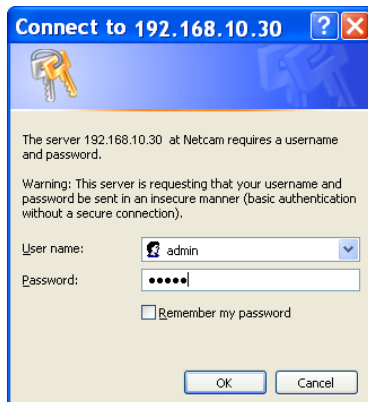 Connect to 192.168.10.30
The server 192.168.10.30 at Netcam requires a username
and password.
Warning: This server is requesting that your username and
password be sent in an insecure manner (basic authentication
without a secure connection).
User name:
admin
Password:
•••••
Remember my password
OK
Cancel